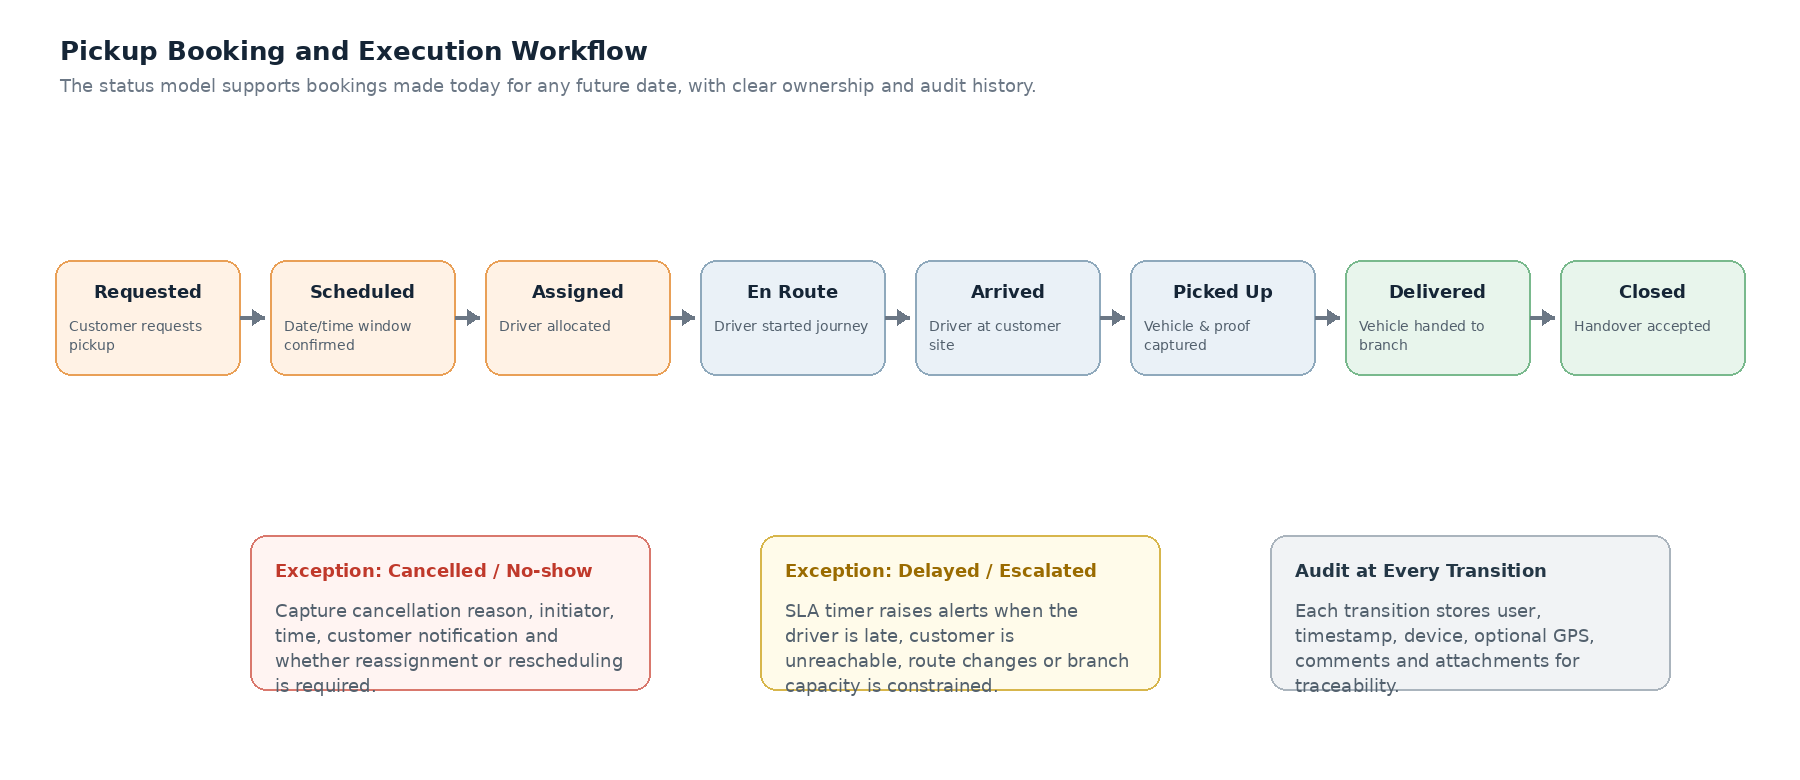 Pickup Booking and Execution Workflow
The status model supports bookings made today for any future date, with clear ownership and audit history.
Requested
Customer requests
pickup
Scheduled
Date/time window
confirmed
Assigned
Driver allocated
En Route
Driver started journey
Arrived
Driver at customer
site
Picked Up
Vehicle & proof
captured
Delivered
Vehicle handed to
branch
Closed
Handover accepted
Exception: Cancelled / No-show
Capture cancellation reason, initiator,
time, customer notification and
whether reassignment or rescheduling
is required.
Exception: Delayed / Escalated
SLA timer raises alerts when the
driver is late, customer is
unreachable, route changes or branch
capacity is constrained.
Audit at Every Transition
Each transition stores user,
timestamp, device, optional GPS,
comments and attachments for
traceability.